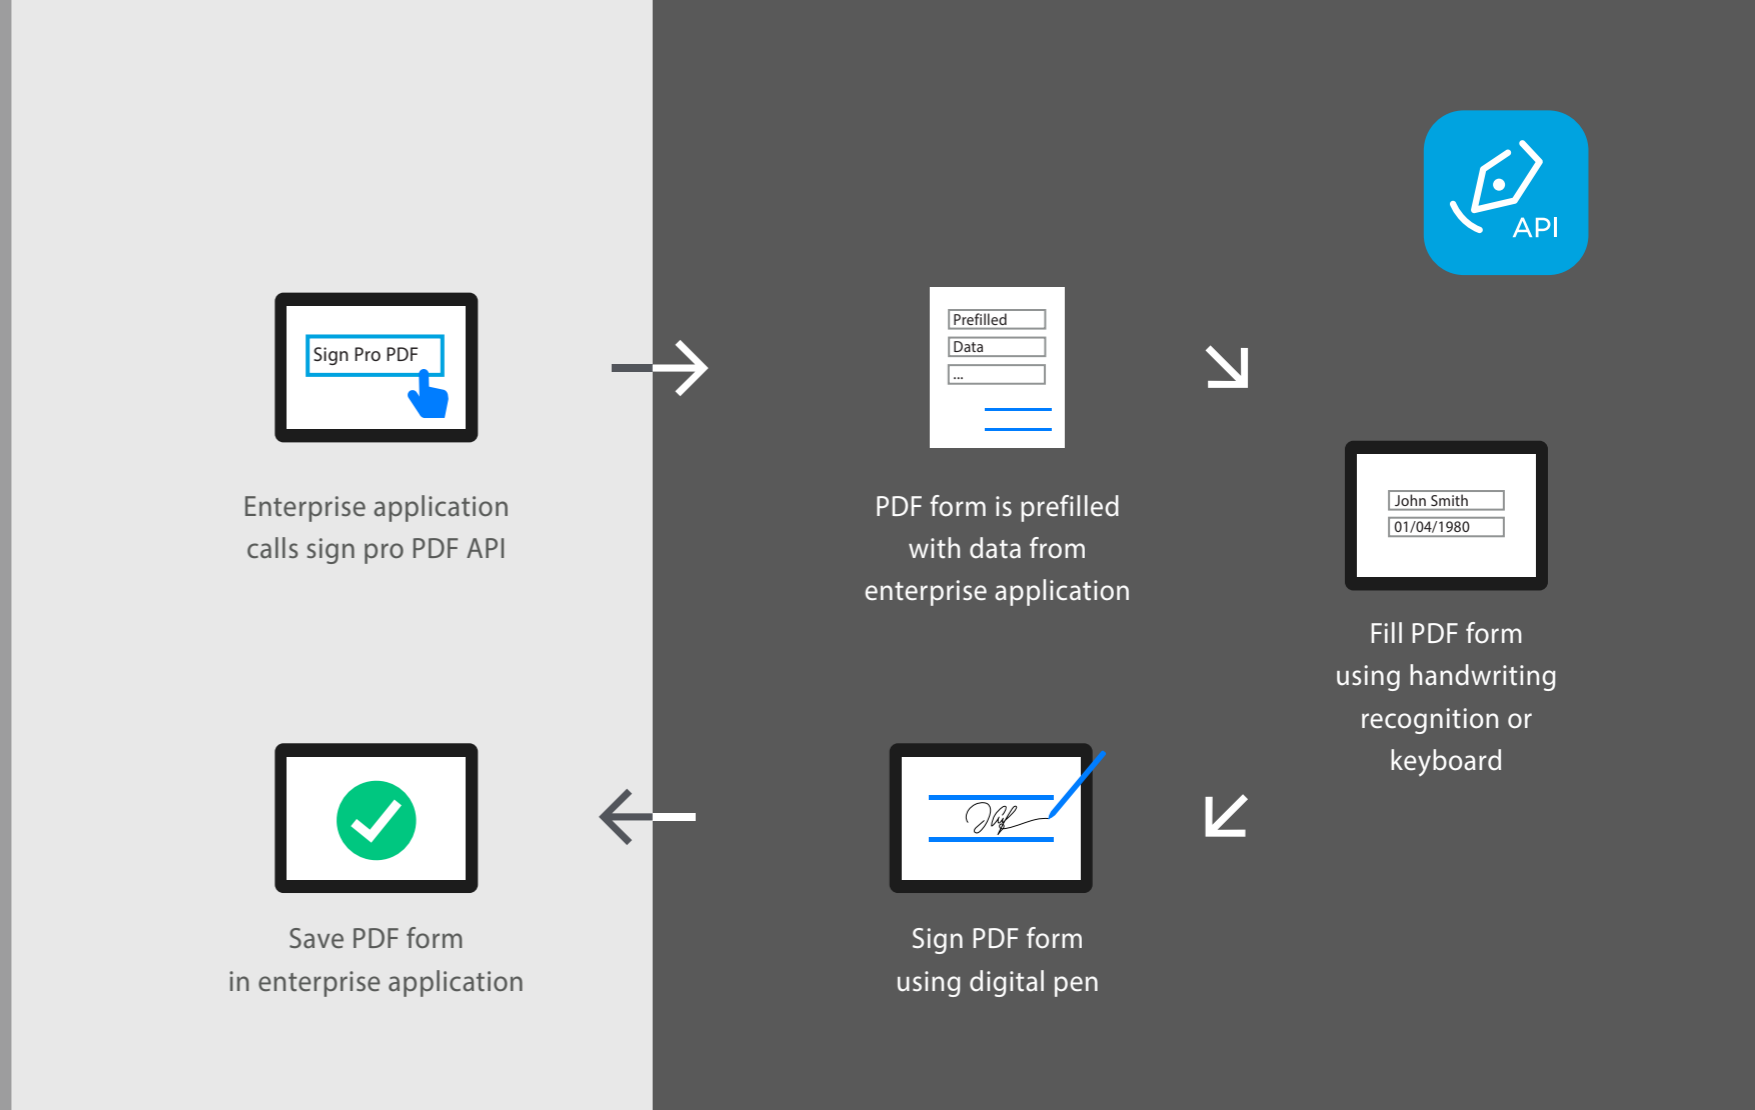 API
Sign Pro PDF
Enterprise application
calls sign pro PDF API
Prefilled
Data
...
PDF form is prefilled
with data from
enterprise application
John Smith
01/04/1980
Fill PDF form
using handwriting
recognition or
keyboard
Sign PDF form
using digital pen
Save PDF form
in enterprise application